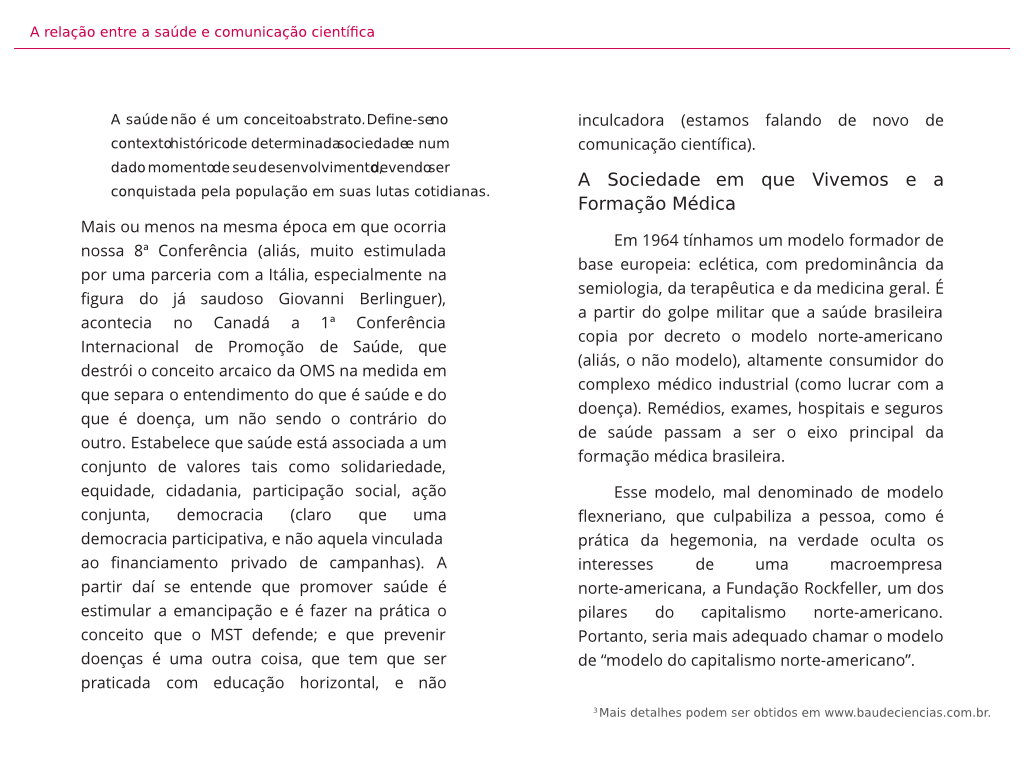 A relação entre a saúde e comunicação científica
A saúde não é um conceito abstrato. Define-se no
contexto histórico de determinada sociedade e num
dado momento de seu desenvolvimento, devendo ser
conquistada pela população em suas lutas cotidianas.
Mais ou menos na mesma época em que ocorria
nossa 8ª Conferência (aliás, muito estimulada
por uma parceria com a Itália, especialmente na
figura do já saudoso Giovanni Berlinguer),
acontecia no Canadá a 1ª Conferência
Internacional de Promoção de Saúde, que
destrói o conceito arcaico da OMS na medida em
que separa o entendimento do que é saúde e do
que é doença, um não sendo o contrário do
outro. Estabelece que saúde está associada a um
conjunto de valores tais como solidariedade,
equidade, cidadania, participação social, ação
conjunta, democracia (claro que uma
democracia participativa, e não aquela vinculada
ao financiamento privado de campanhas). A
partir daí se entende que promover saúde é
estimular a emancipação e é fazer na prática o
conceito que o MST defende; e que prevenir
doenças é uma outra coisa, que tem que ser
praticada com educação horizontal, e não
inculcadora (estamos falando de novo de
comunicação científica).
A Sociedade em que Vivemos e a
Formação Médica
Em 1964 tínhamos um modelo formador de
base europeia: eclética, com predominância da
semiologia, da terapêutica e da medicina geral. É
a partir do golpe militar que a saúde brasileira
copia por decreto o modelo norte-americano
(aliás, o não modelo), altamente consumidor do
complexo médico industrial (como lucrar com a
doença). Remédios, exames, hospitais e seguros
de saúde passam a ser o eixo principal da
formação médica brasileira.
Esse modelo, mal denominado de modelo
flexneriano, que culpabiliza a pessoa, como é
prática da hegemonia, na verdade oculta os
interesses de uma macroempresa
norte-americana, a Fundação Rockfeller, um dos
pilares do capitalismo norte-americano.
Portanto, seria mais adequado chamar o modelo
de “modelo do capitalismo norte-americano”.
³ Mais detalhes podem ser obtidos em www.baudeciencias.com.br.